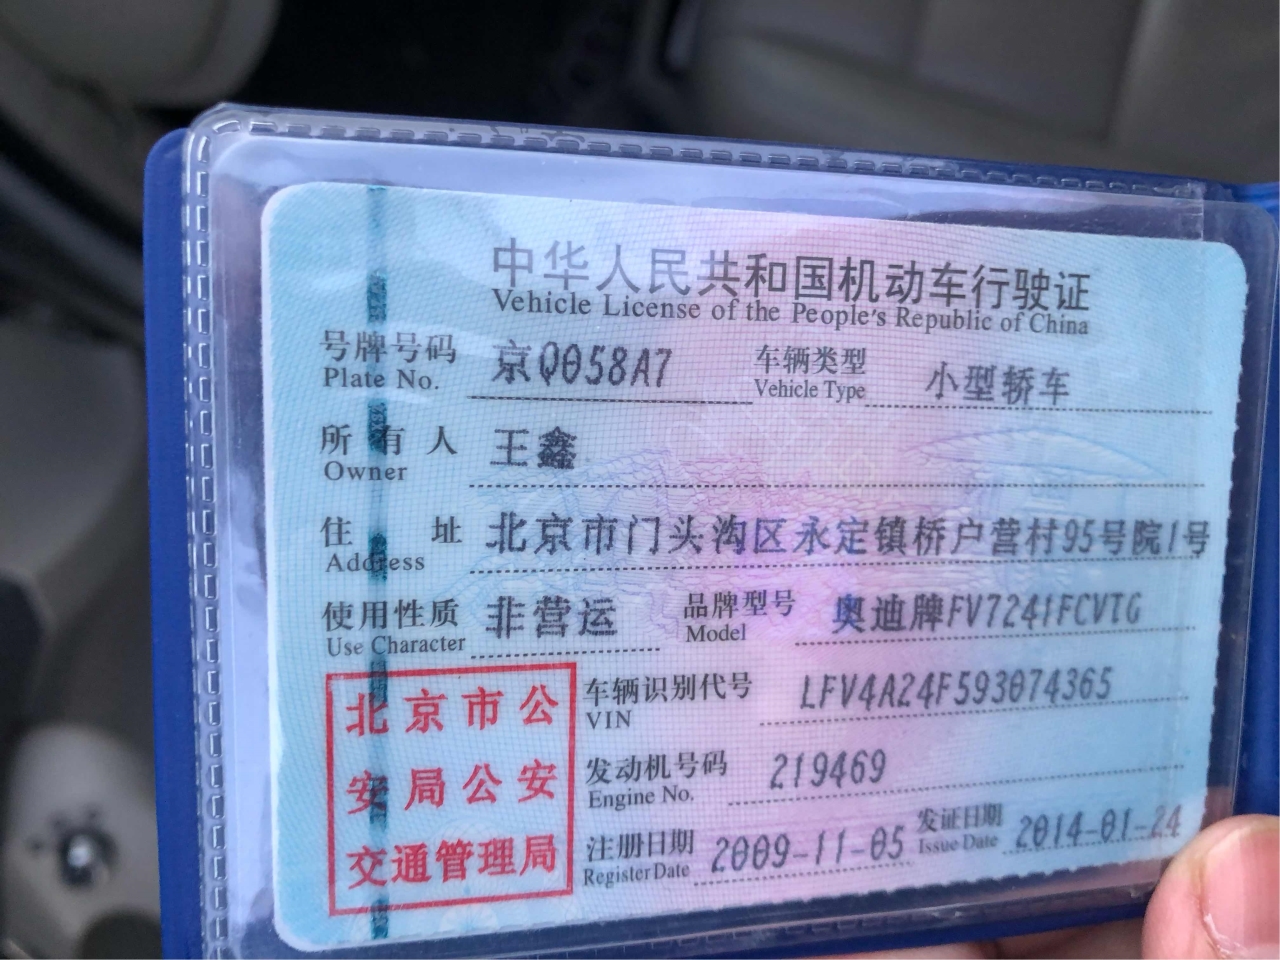 中华人民共和国机动车行驶证
Vehicle License of the People's Republic of China
号牌号码 京Q058A7 车辆类型 小型轿车
Plate No. Vehicle Type
所有人 王鑫
Owner
住址 北京市门头沟区永定镇桥户营村95号院1号
Address
使用性质 非营运 品牌型号 奥迪牌FV7241FCVTG
Use Character Model
北京市公
安局公安
交通管理局
车辆识别代号 LFV4A24F593074365
VIN
发动机号码 219469
Engine No.
注册日期 2009-11-05 发证日期 2014-01-24
Register Date Issue Date